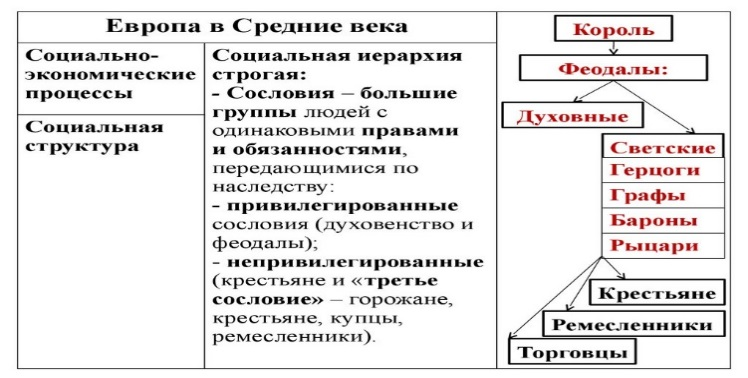 Европа в Средние века
Социально-
экономические
процессы
Социальная
структура
Социальная иерархия
строгая:
- Сословия – большие
группы людей с
одинаковыми правами
и обязанностями,
передающимися по
наследству:
- привилегированные
сословия (духовенство и
феодалы);
- непривилегированные
(крестьяне и «третье
сословие» – горожане,
крестьяне, купцы,
ремесленники).
Король
Феодалы:
Духовные
Светские
Герцоги
Графы
Бароны
Рыцари
Крестьяне
Ремесленники
Торговцы